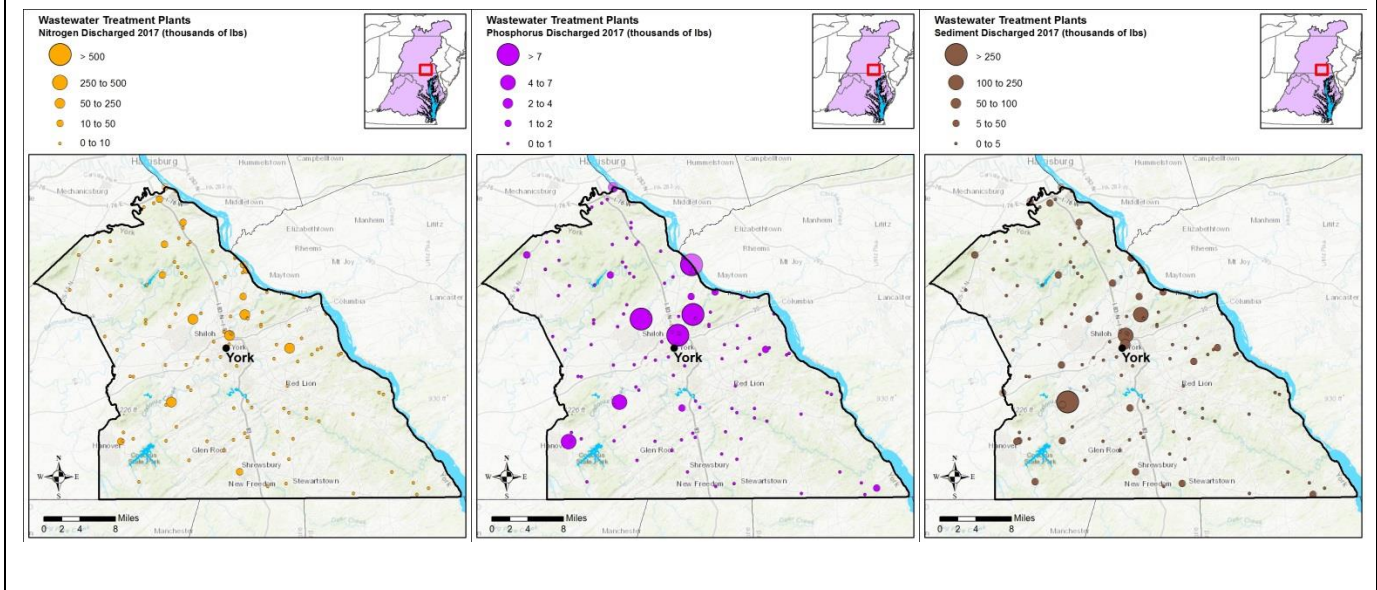 Wastewater Treatment Plants
Nitrogen Discharged 2017 (thousands of lbs)
> 500
250 to 500
50 to 250
10 to 50
0 to 10
Mechanicsburg
Hummelstown
Campbelltown
Middletown
Elizabethtown
Manheim
Lititz
Rheems
Mt Joy
Maytown
Columbia
Lancaster
Shiloh
York
York
Red Lion
Hanover
Glen Rock
Shrewsbury
New Freedom
Stewartstown
Manchester
N
W E
S
Miles
0 2 4 8
Wastewater Treatment Plants
Phosphorus Discharged 2017 (thousands of lbs)
> 7
4 to 7
2 to 4
1 to 2
0 to 1
Mechanicsburg
Hummelstown
Campbelltown
Middletown
Elizabethtown
Manheim
Lititz
Rheems
Mt Joy
Maytown
Columbia
Lancaster
Shiloh
York
York
Red Lion
Hanover
Glen Rock
Shrewsbury
New Freedom
Stewartstown
Manchester
N
W E
S
Miles
0 2 4 8
Wastewater Treatment Plants
Sediment Discharged 2017 (thousands of lbs)
> 250
100 to 250
50 to 100
5 to 50
0 to 5
Mechanicsburg
Hummelstown
Campbelltown
Middletown
Elizabethtown
Manheim
Lititz
Rheems
Mt Joy
Maytown
Columbia
Lancaster
Shiloh
York
York
Red Lion
Hanover
Glen Rock
Shrewsbury
New Freedom
Stewartstown
Manchester
N
W E
S
Miles
0 2 4 8